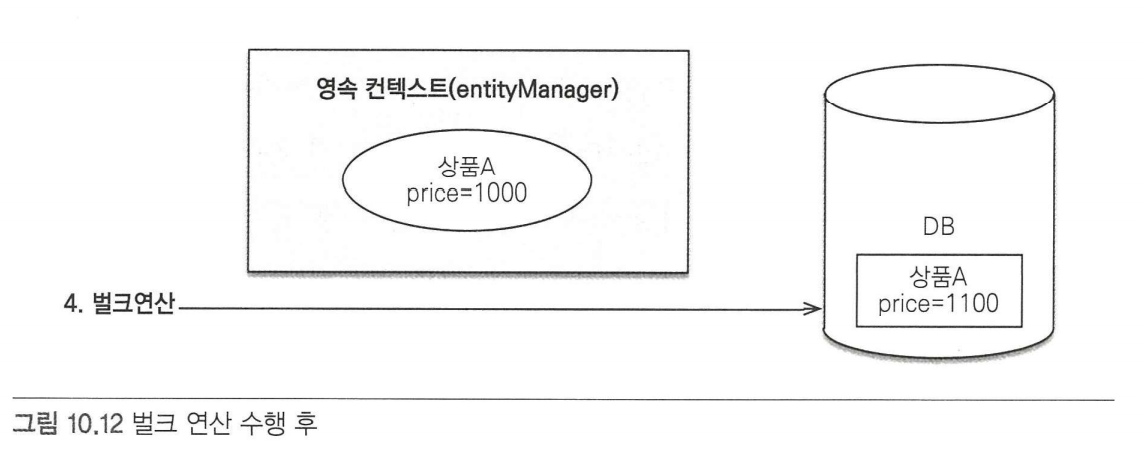 영속 컨텍스트(entityManager)
상품A
price=1000
DB
상품A
price=1100
4. 벌크연산
그림 10.12 벌크 연산 수행 후